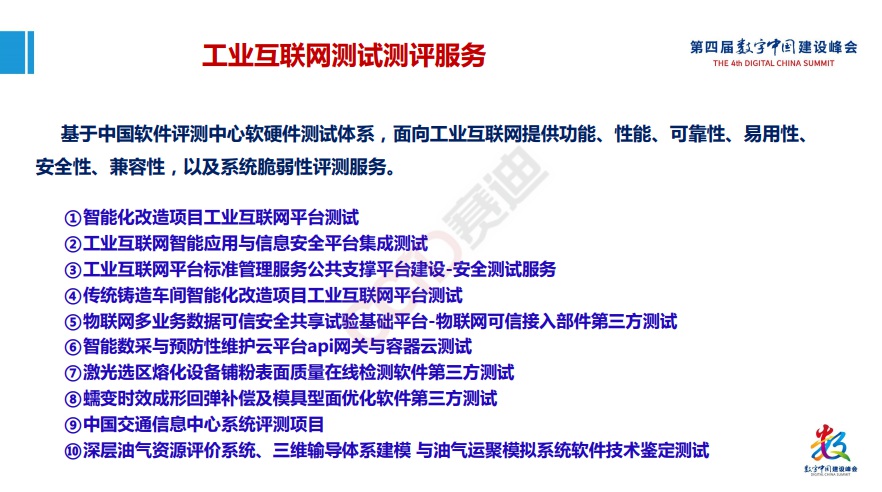 工业互联网测试测评服务
第四届数字中国建设峰会
THE 4th DIGITAL CHINA SUMMIT
基于中国软件评测中心软硬件测试体系，面向工业互联网提供功能、性能、可靠性、易用性、
安全性、兼容性，以及系统脆弱性评测服务。
①智能化改造项目工业互联网平台测试
②工业互联网智能应用与信息安全平台集成测试
③工业互联网平台标准管理服务公共支撑平台建设-安全测试服务
④传统铸造车间智能化改造项目工业互联网平台测试
⑤物联网多业务数据可信安全共享试验基础平台-物联网可信接入部件第三方测试
⑥智能数采与预防性维护云平台api网关与容器云测试
⑦激光选区熔化设备铺粉表面质量在线检测软件第三方测试
⑧蠕变时效成形回弹补偿及模具型面优化软件第三方测试
⑨中国交通信息中心系统评测项目
⑩深层油气资源评价系统、三维输导体系建模 与油气运聚模拟系统软件技术鉴定测试
赛迪
数字中国建设峰会
DIGITAL CHINA SUMMIT